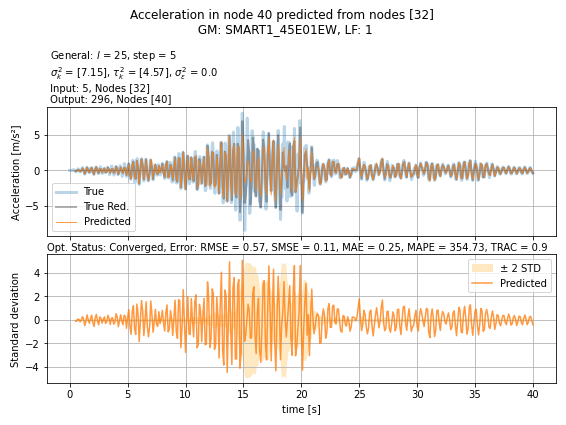 Acceleration in node 40 predicted from nodes [32]
GM: SMART1_45E01EW, LF: 1
General: l = 25, step = 5
σ²ₖ = [7.15], τ²ₖ = [4.57], σ²ε = 0.0
Input: 5, Nodes [32]
Output: 296, Nodes [40]
Acceleration [m/s²]
5
0
−5
True
True Red.
Predicted
Opt. Status: Converged, Error: RMSE = 0.57, SMSE = 0.11, MAE = 0.25, MAPE = 354.73, TRAC = 0.9
Standard deviation
4
2
0
−2
−4
± 2 STD
Predicted
0 5 10 15 20 25 30 35 40
time [s]